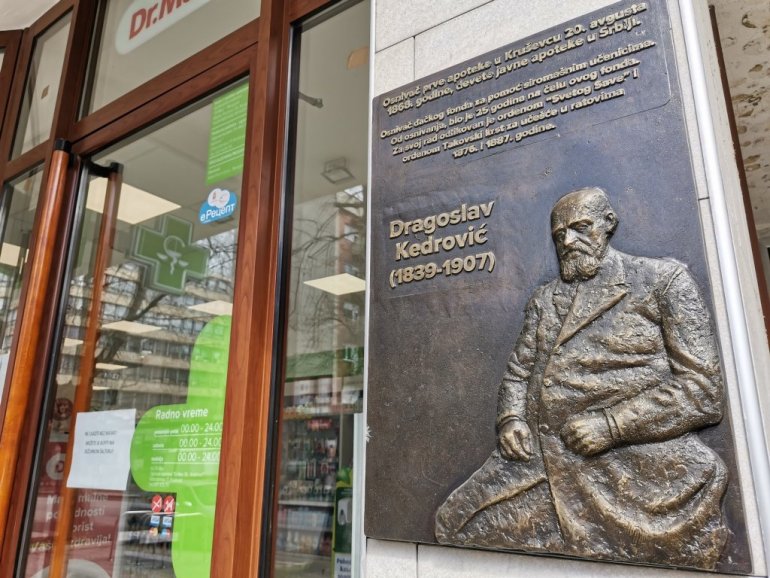 Dr.M
Osnivač prve apoteke u Kruševcu 20. avgusta
1868. godine, devete javne apoteke u Srbiji.
Osnivač đačkog fonda za pomoć siromašnim učenicima.
Od osnivanja, bio je 25 godina na čelu ovog fonda.
Za svoj rad odlikovan je ordenom "Svetog Save" i
ordenom Takovski krst za učešće u ratovima
1876. i 1887. godine.
Dragoslav
Kedrović
(1839-1907)
еРецепт
Radno vreme
00.00 - 24.00
subota
00.00 - 24.00
nedelja
00.00 - 24.00